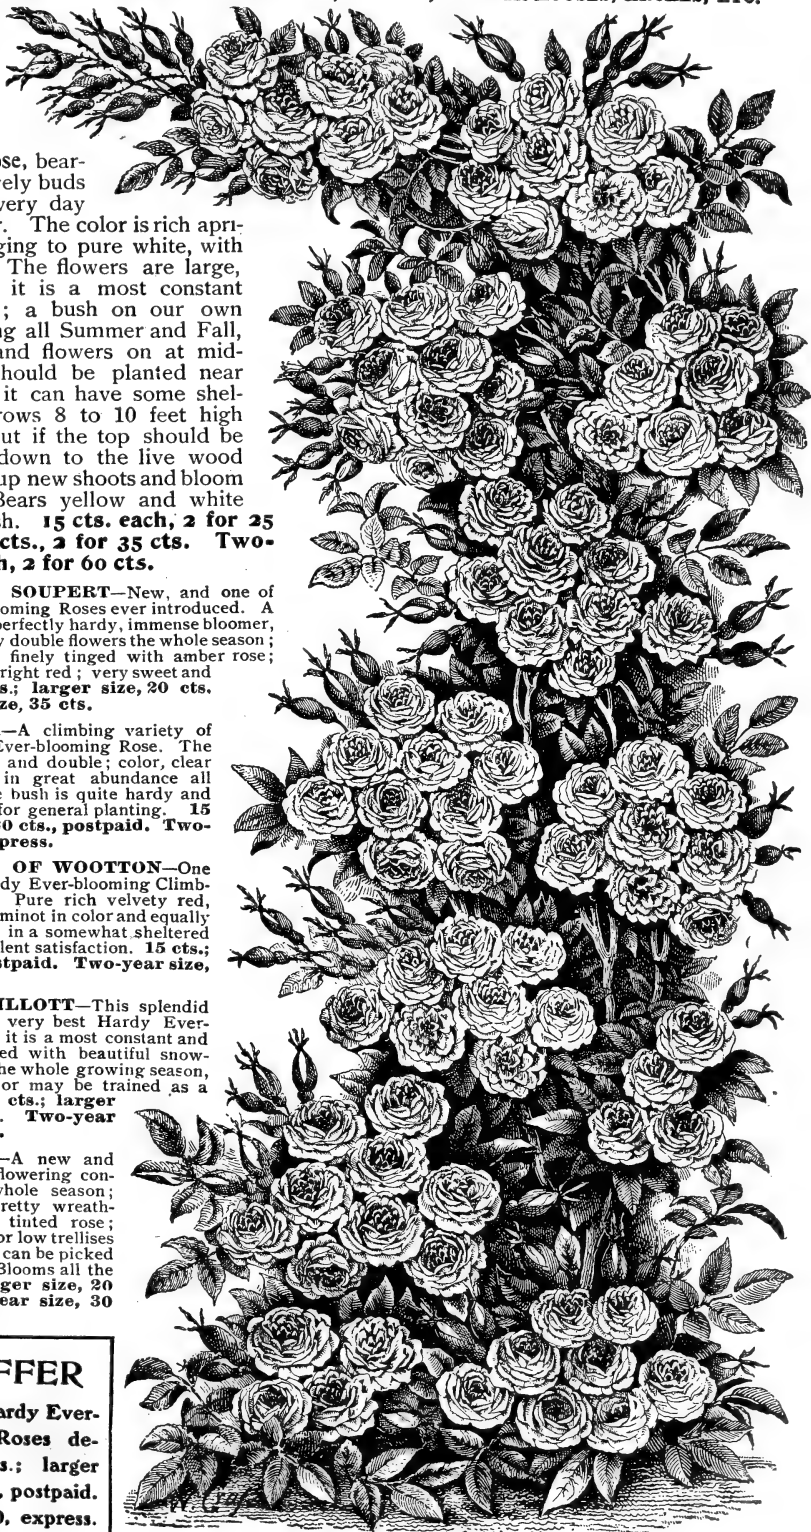 ose, bear-
ely buds
very day
r. The color is rich apri-
ging to pure white, with
The flowers are large,
it is a most constant
; a bush on our own
ng all Summer and Fall,
and flowers on at mid-
hould be planted near
it can have some shel-
rows 8 to 10 feet high
ut if the top should be
down to the live wood
up new shoots and bloom
Bears yellow and white
sh. 15 cts. each, 2 for 25
cts., 2 for 35 cts. Two-
h, 2 for 60 cts.
SOUPERT—New, and one of
ooming Roses ever introduced. A
perfectly hardy, immense bloomer,
y double flowers the whole season;
finely tinged with amber rose;
right red; very sweet and
s.; larger size, 20 cts.
ze, 35 cts.
—A climbing variety of
Ever-blooming Rose. The
and double; color, clear
in great abundance all
e bush is quite hardy and
for general planting. 15
0 cts., postpaid. Two-
press.
OF WOOTTON—One
dy Ever-blooming Climb-
Pure rich velvety red,
minot in color and equally
in a somewhat sheltered
lent satisfaction. 15 cts.;
stpaid. Two-year size,
ILLOTT—This splendid
very best Hardy Ever-
it is a most constant and
ed with beautiful snow-
he whole growing season,
or may be trained as a
cts.; larger
. Two-year
—A new and
flowering con-
whole season;
retty wreath-
tinted rose;
or low trellises
can be picked
Blooms all the
ger size, 20
ear size, 30
FFER
ardy Ever-
Roses de-
s.; larger
, postpaid.
0, express.